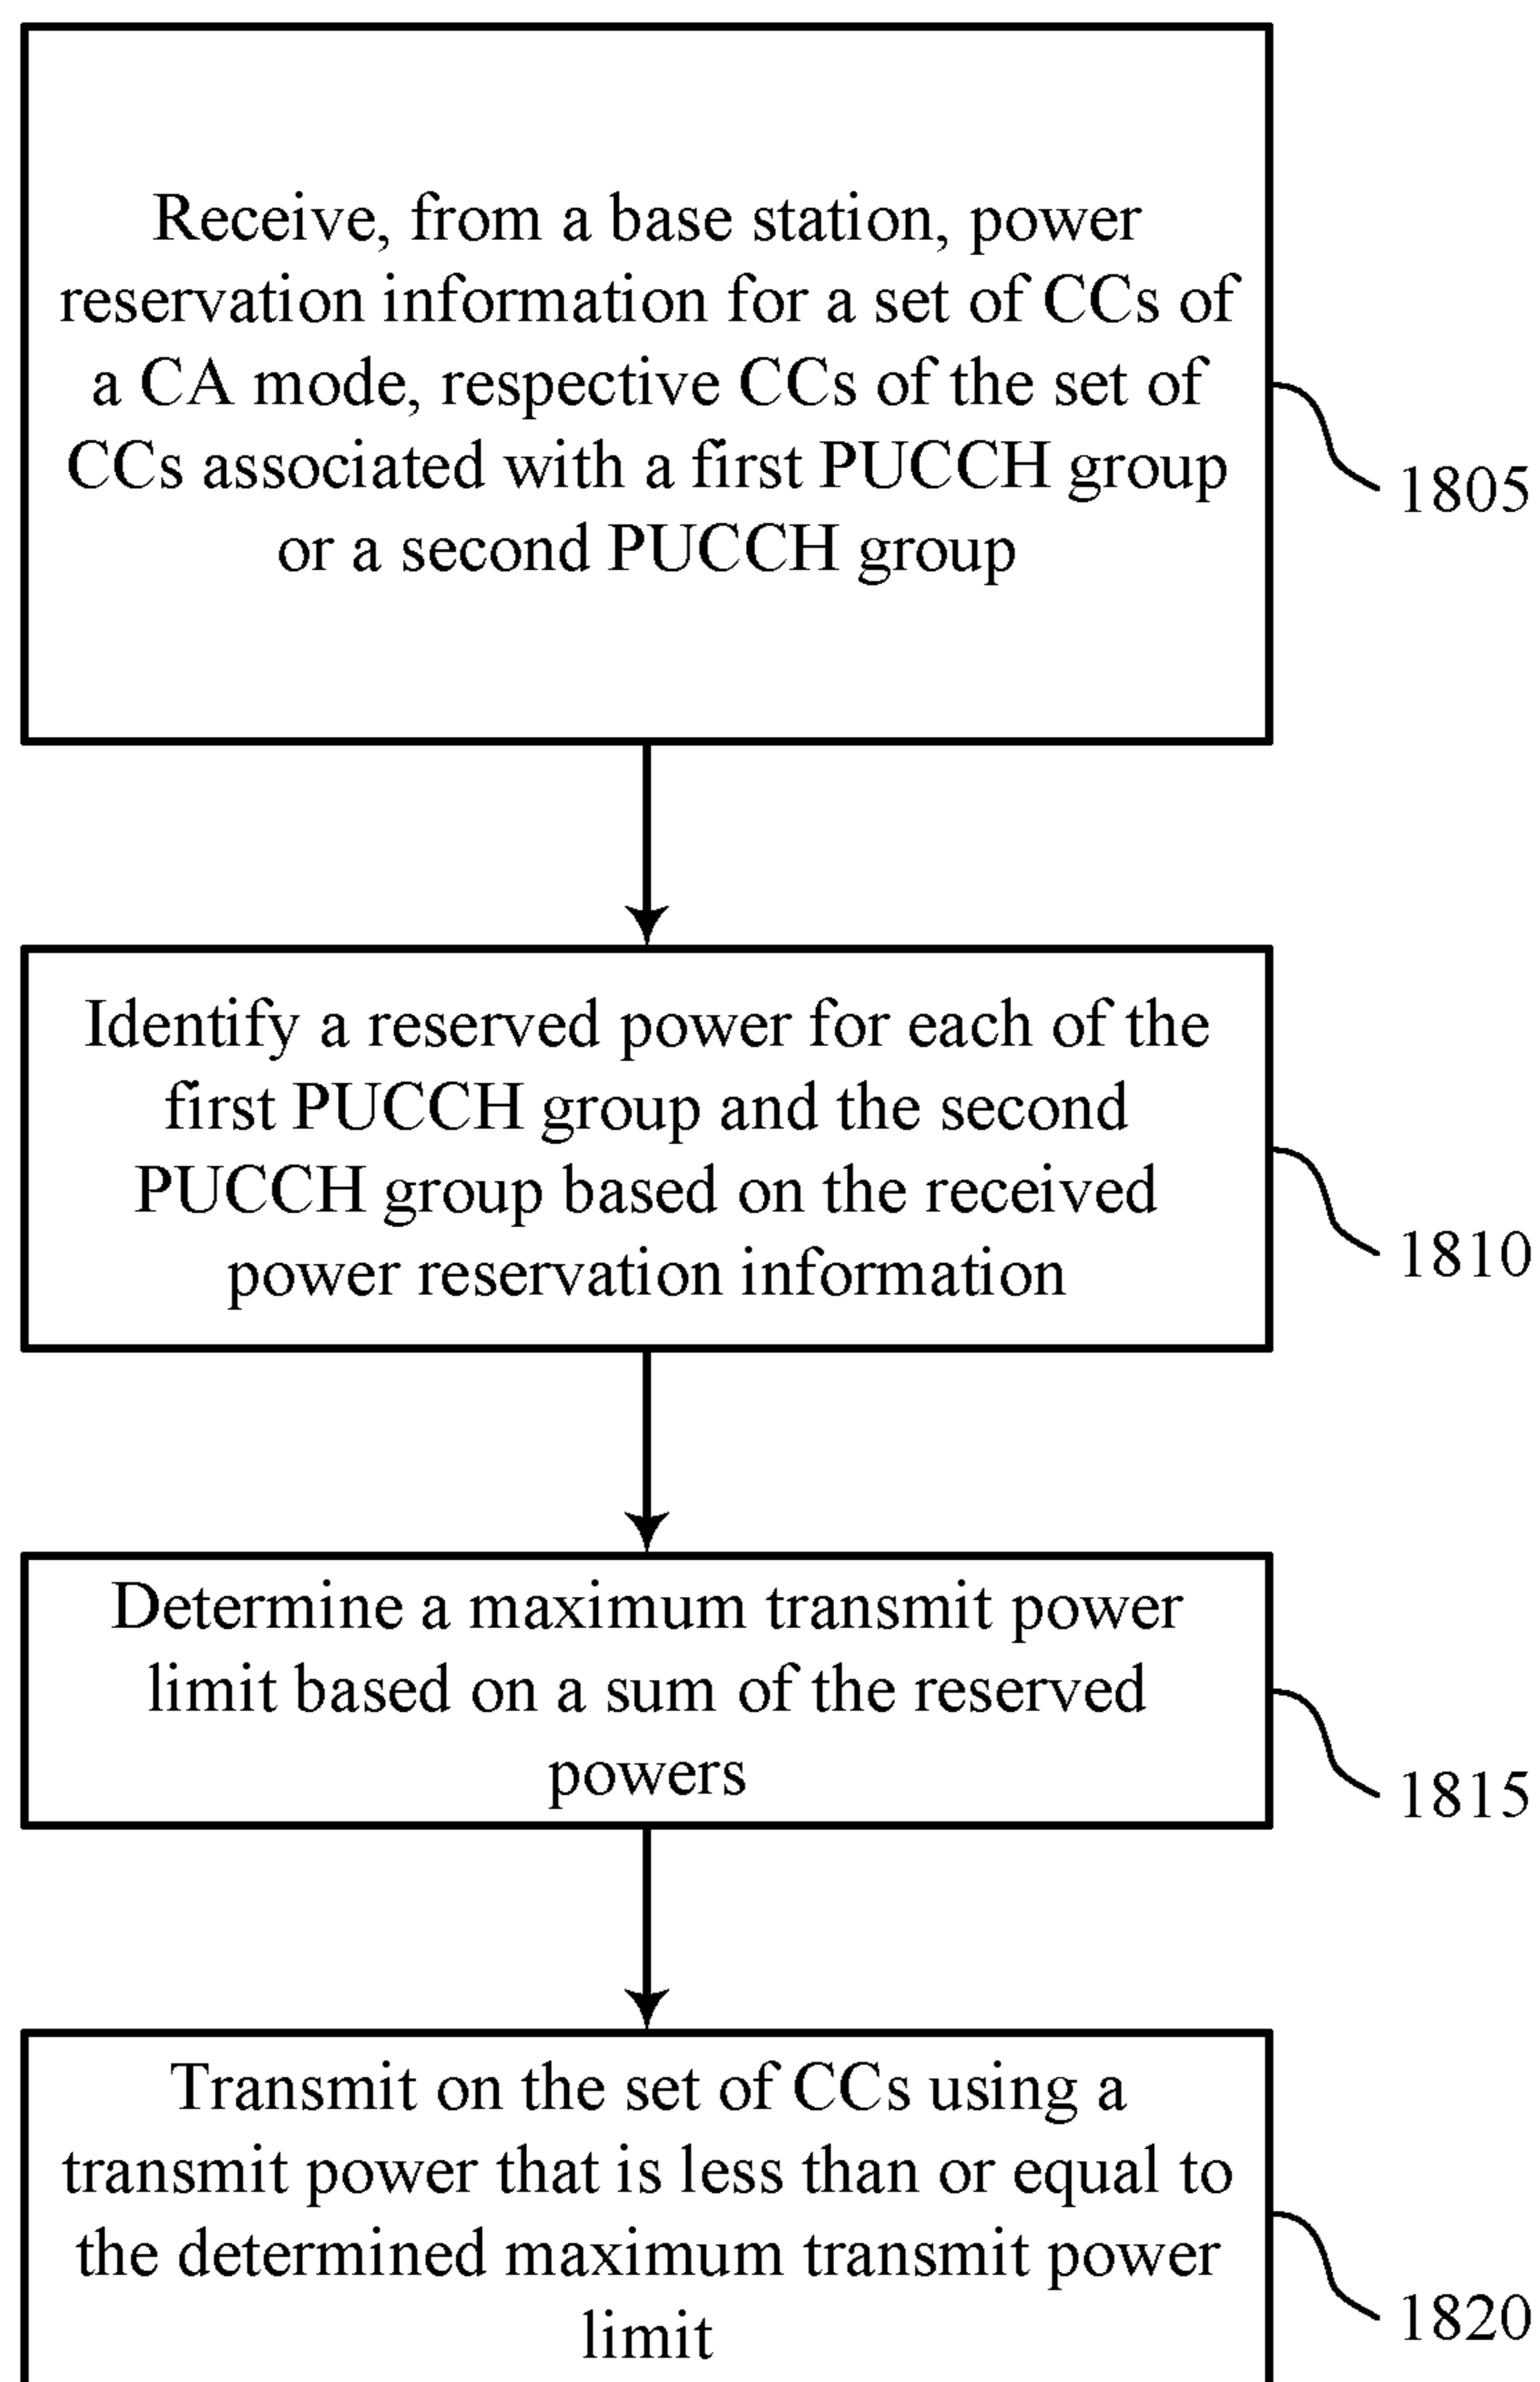 Receive, from a base station, power
reservation information for a set of CCs of
a CA mode, respective CCs of the set of
CCs associated with a first PUCCH group
or a second PUCCH group
1805
Identify a reserved power for each of the
first PUCCH group and the second
PUCCH group based on the received
power reservation information
1810
Determine a maximum transmit power
limit based on a sum of the reserved
powers
1815
Transmit on the set of CCs using a
transmit power that is less than or equal to
the determined maximum transmit power
limit
1820